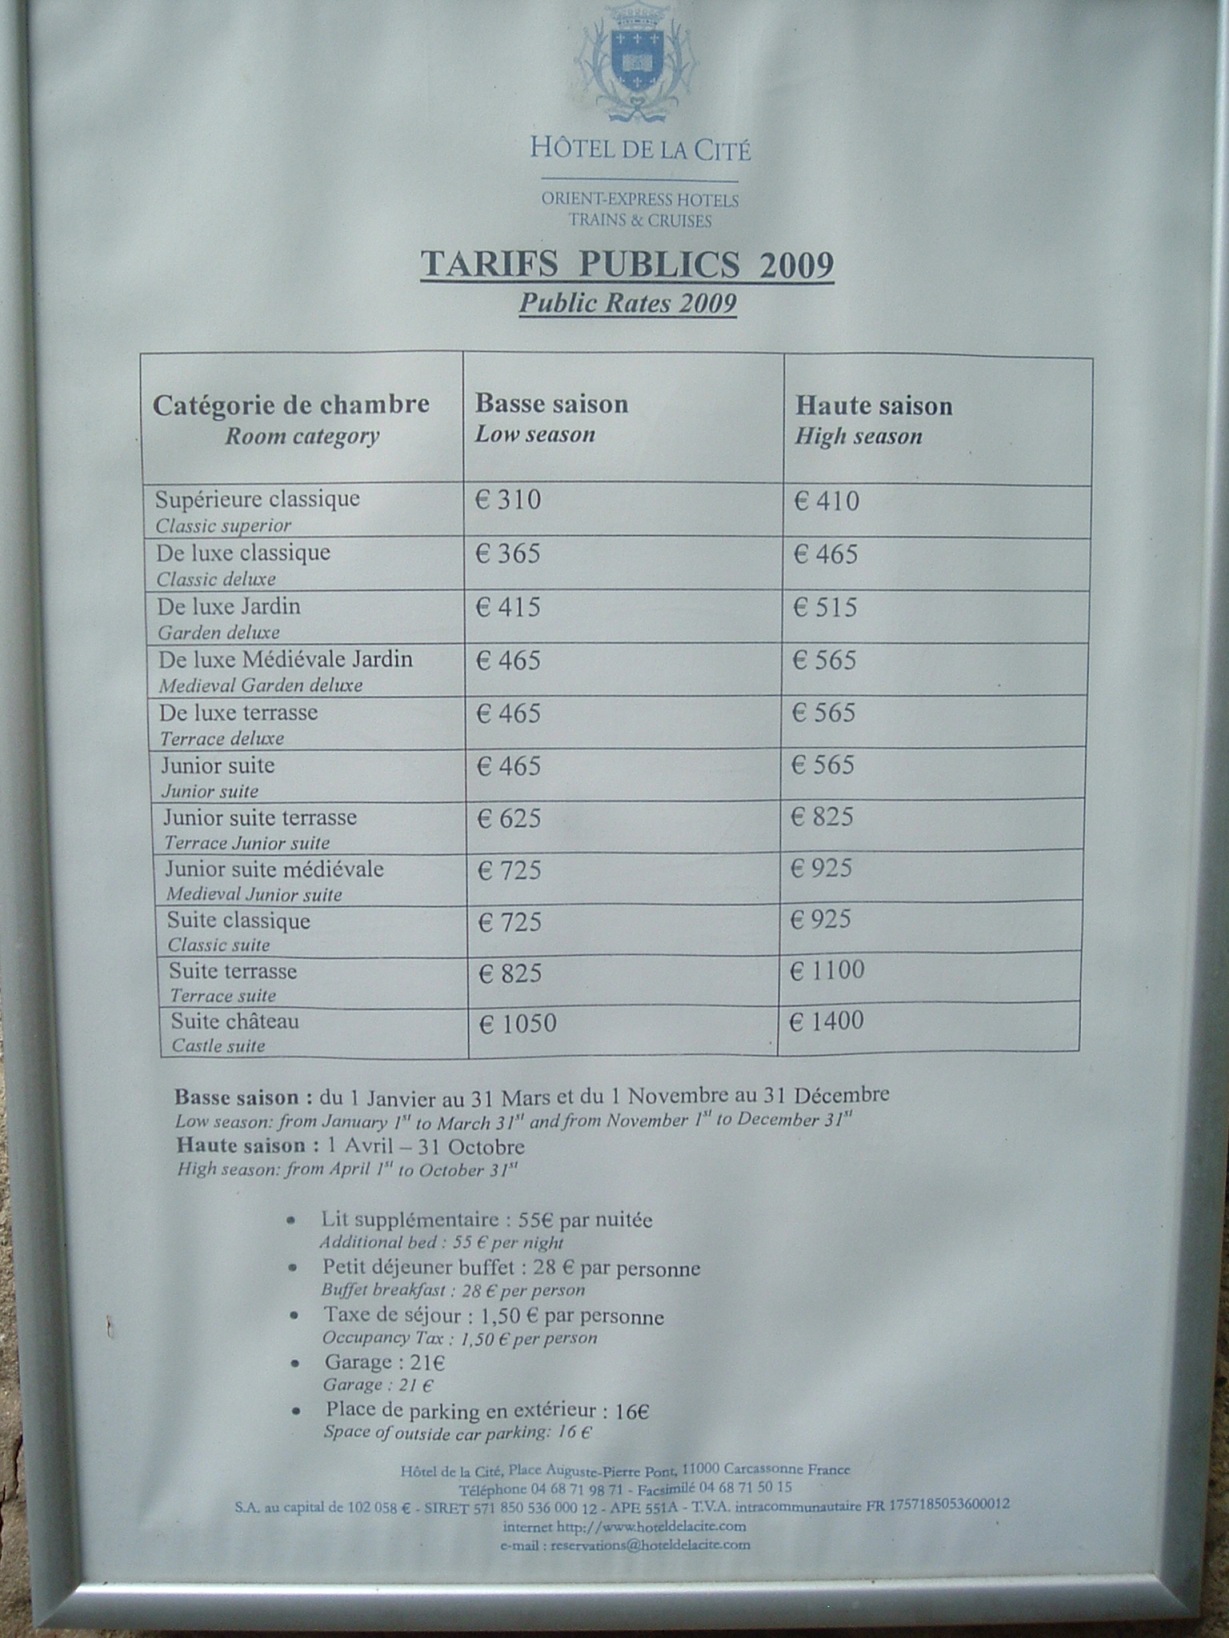 HÔTEL DE LA CITÉ
ORIENT-EXPRESS HOTELS
TRAINS & CRUISES
TARIFS PUBLICS 2009
Public Rates 2009
Catégorie de chambre Basse saison Haute saison
Room category Low season High season
Supérieure classique € 310 € 410
Classic superior
De luxe classique € 365 € 465
Classic deluxe
De luxe Jardin € 415 € 515
Garden deluxe
De luxe Médiévale Jardin € 465 € 565
Medieval Garden deluxe
De luxe terrasse € 465 € 565
Terrace deluxe
Junior suite € 465 € 565
Junior suite
Junior suite terrasse € 625 € 825
Terrace Junior suite
Junior suite médiévale € 725 € 925
Medieval Junior suite
Suite classique € 725 € 925
Classic suite
Suite terrasse € 825 € 1100
Terrace suite
Suite château € 1050 € 1400
Castle suite
Basse saison : du 1 Janvier au 31 Mars et du 1 Novembre au 31 Décembre
Low season: from January 1st to March 31st and from November 1st to December 31st
Haute saison : 1 Avril – 31 Octobre
High season: from April 1st to October 31st
• Lit supplémentaire : 55€ par nuitée
Additional bed : 55 € per night
• Petit déjeuner buffet : 28 € par personne
Buffet breakfast : 28 € per person
• Taxe de séjour : 1,50 € par personne
Occupancy Tax : 1,50 € per person
• Garage : 21€
Garage : 21 €
• Place de parking en extérieur : 16€
Space of outside car parking: 16 €
Hôtel de la Cité, Place Auguste-Pierre Pont, 11000 Carcassonne France
Téléphone 04 68 71 98 71 - Facsimilé 04 68 71 50 15
S.A. au capital de 102 058 € - SIRET 571 850 536 000 12 - APE 551A - T.V.A. intracommunautaire FR 1757185053600012
internet http://www.hoteldelacite.com
e-mail : reservations@hoteldelacite.com